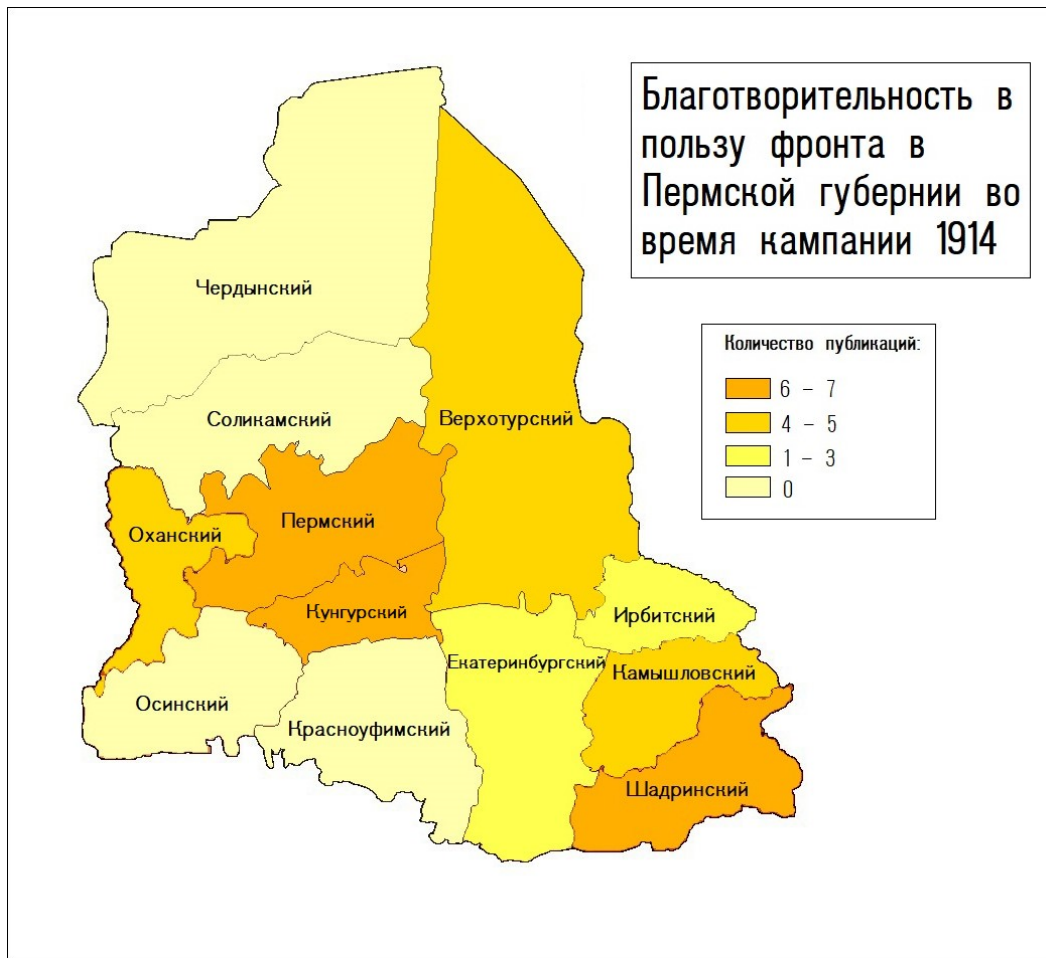 Благотворительность в
пользу фронта в
Пермской губернии во
время кампании 1914
Чердынский
Количество публикаций:
6 – 7
4 – 5
1 – 3
0
Соликамский
Верхотурский
Пермский
Оханский
Кунгурский
Ирбитский
Екатеринбургский
Камышловский
Осинский
Красноуфимский
Шадринский